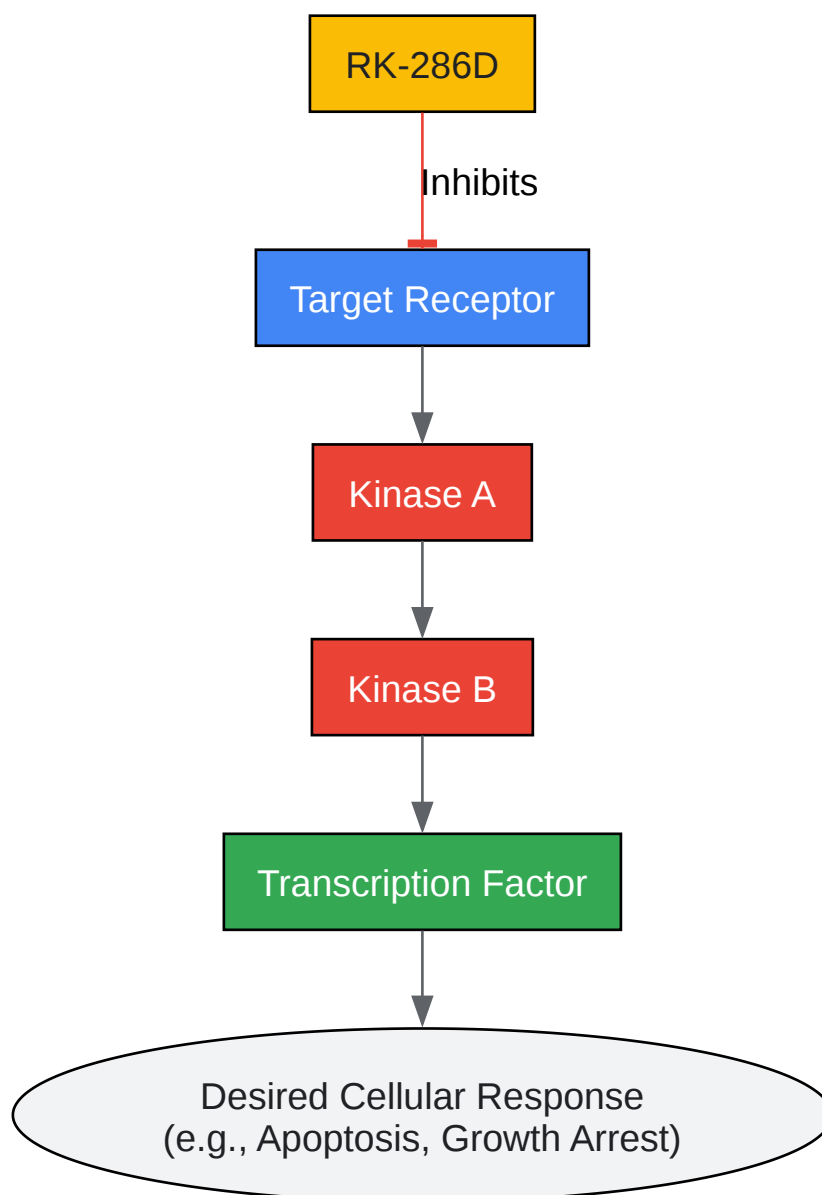 RK-286D
Inhibits
Target Receptor
Kinase A
Kinase B
Transcription Factor
Desired Cellular Response
(e.g., Apoptosis, Growth Arrest)